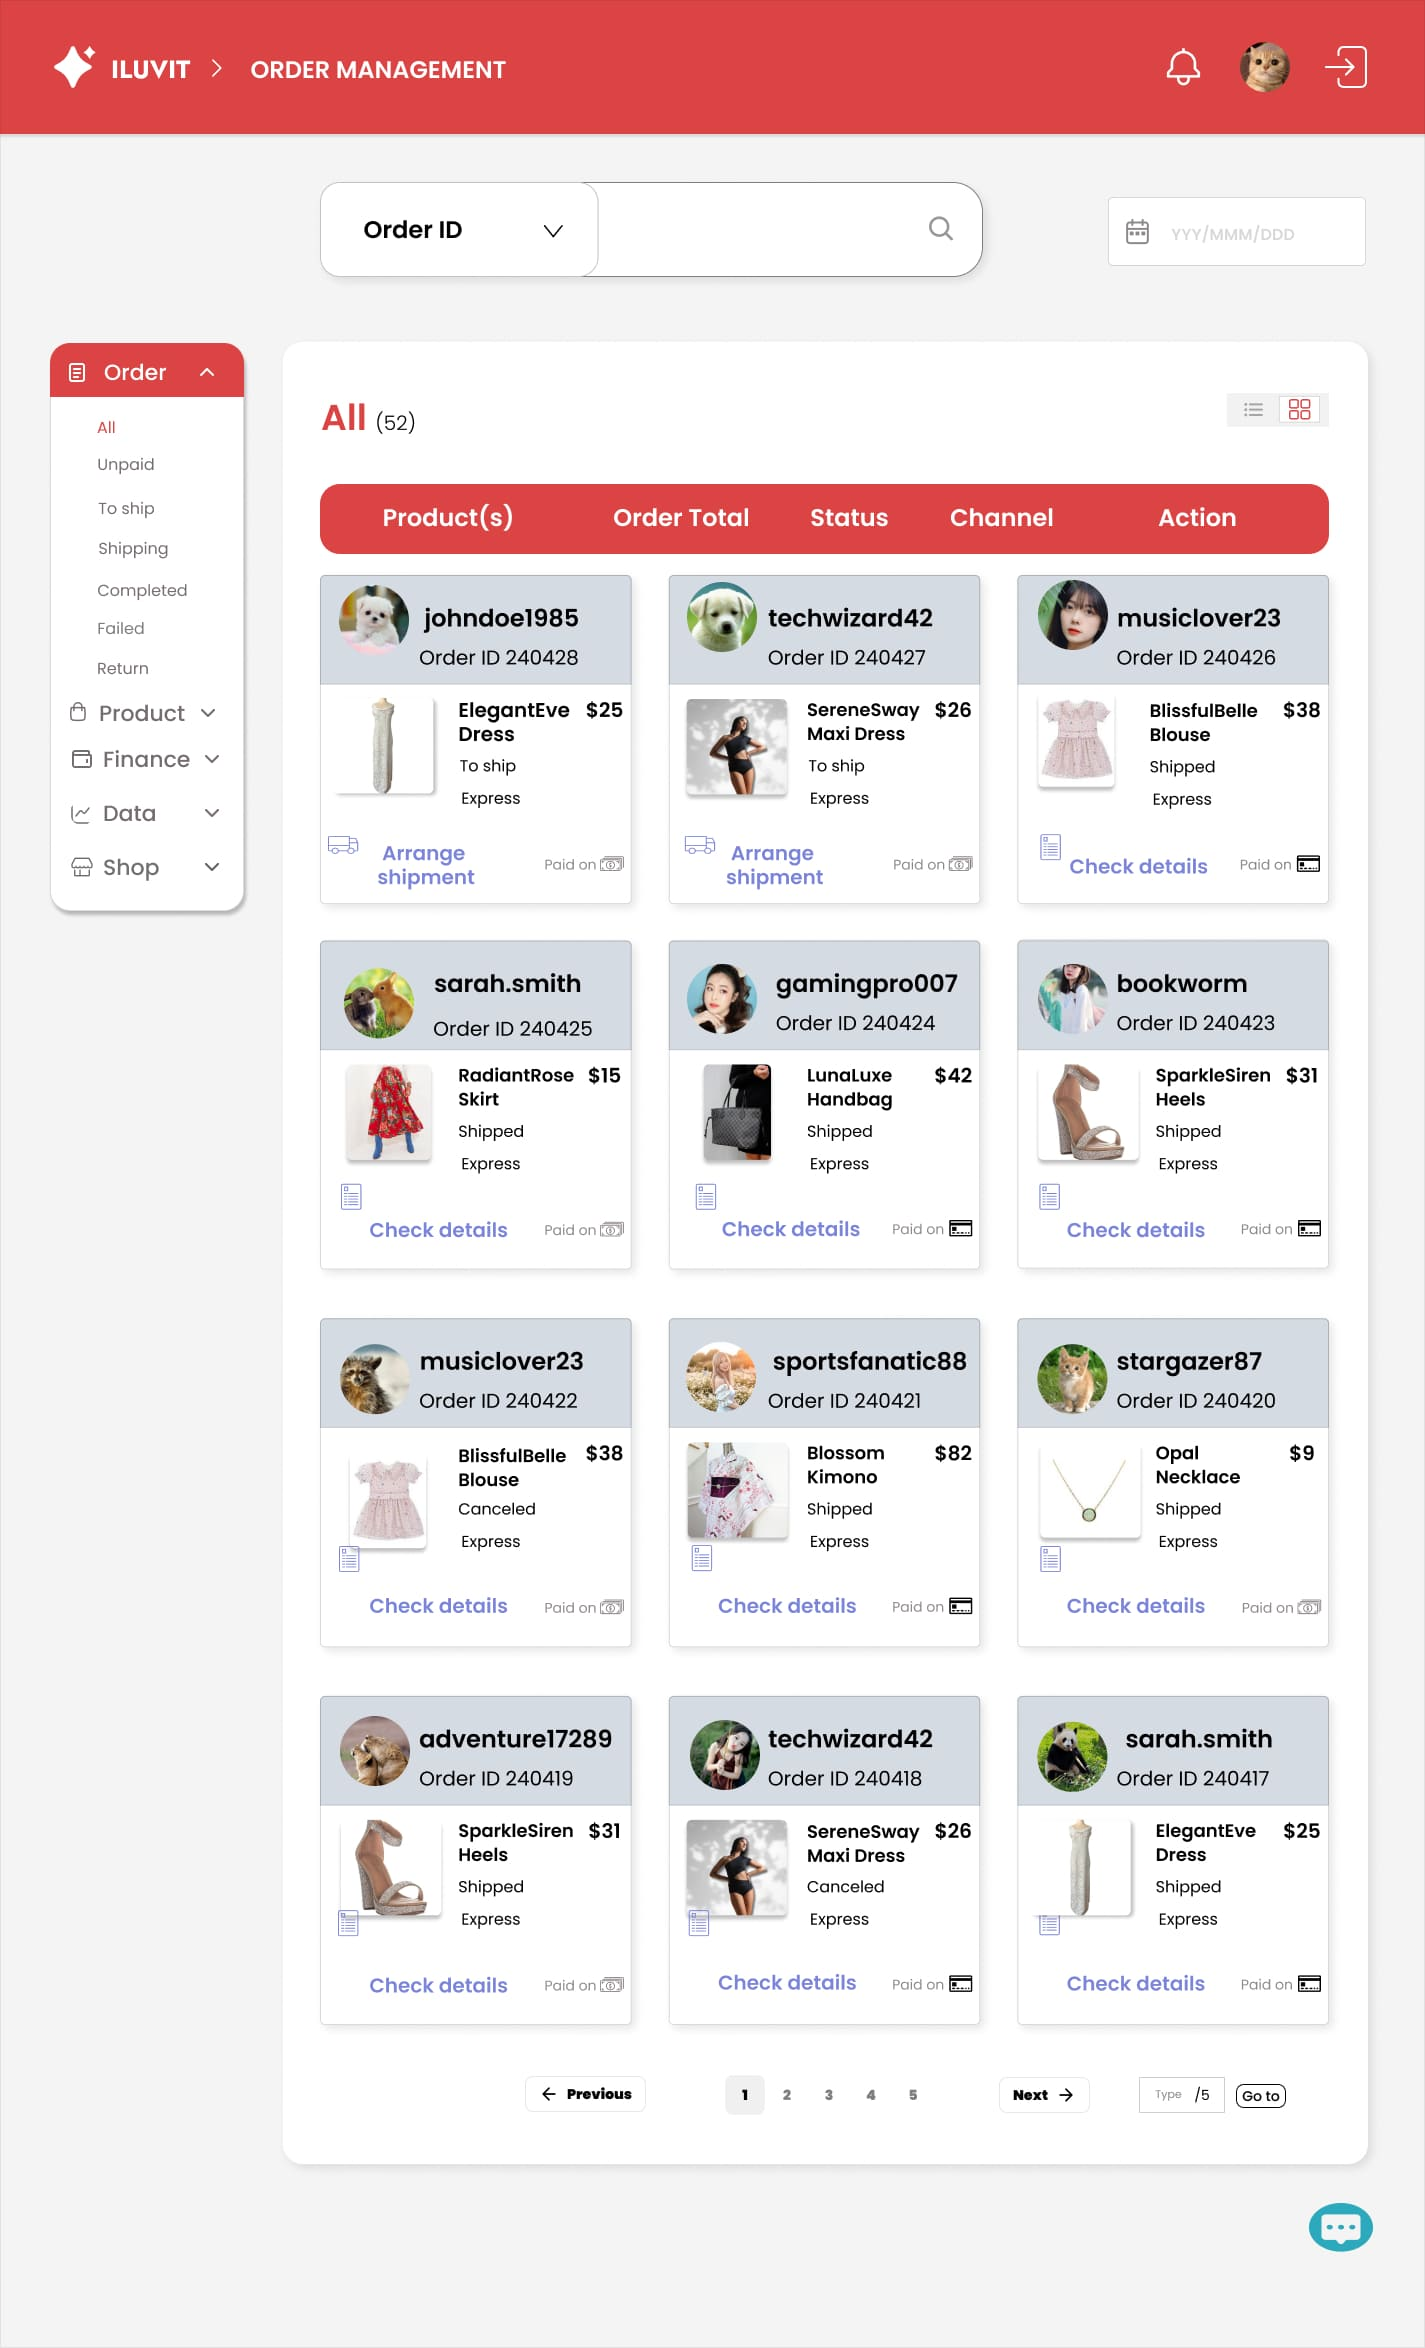 ILUVIT
ORDER MANAGEMENT
Order ID
YYY/MMM/DDD
Order
All
Unpaid
To ship
Shipping
Completed
Failed
Return
Product
Finance
Data
Shop
All (52)
Product(s) Order Total Status Channel Action
johndoe1985
Order ID 240428
ElegantEve $25
Dress
To ship
Express
Arrange
shipment
Paid on
techwizard42
Order ID 240427
SereneSway $26
Maxi Dress
To ship
Express
Arrange
shipment
Paid on
musiclover23
Order ID 240426
BlissfulBelle $38
Blouse
Shipped
Express
Check details Paid on
sarah.smith
Order ID 240425
RadiantRose $15
Skirt
Shipped
Express
Check details Paid on
gamingpro007
Order ID 240424
LunaLuxe $42
Handbag
Shipped
Express
Check details Paid on
bookworm
Order ID 240423
SparkleSiren $31
Heels
Shipped
Express
Check details Paid on
musiclover23
Order ID 240422
BlissfulBelle $38
Blouse
Canceled
Express
Check details Paid on
sportsfanatic88
Order ID 240421
Blossom $82
Kimono
Shipped
Express
Check details Paid on
stargazer87
Order ID 240420
Opal $9
Necklace
Shipped
Express
Check details Paid on
adventure17289
Order ID 240419
SparkleSiren $31
Heels
Shipped
Express
Check details Paid on
techwizard42
Order ID 240418
SereneSway $26
Maxi Dress
Canceled
Express
Check details Paid on
sarah.smith
Order ID 240417
ElegantEve $25
Dress
Shipped
Express
Check details Paid on
Previous 1 2 3 4 5 Next Type /5 Go to